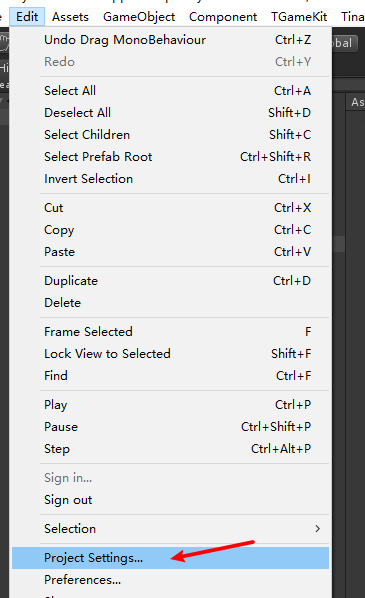 Edit Assets GameObject Component TGameKit Tina
obal
Hi
As
Undo Drag MonoBehaviour Ctrl+Z
Redo Ctrl+Y
Select All Ctrl+A
Deselect All Shift+D
Select Children Shift+C
Select Prefab Root Ctrl+Shift+R
Invert Selection Ctrl+I
Cut Ctrl+X
Copy Ctrl+C
Paste Ctrl+V
Duplicate Ctrl+D
Delete
Frame Selected F
Lock View to Selected Shift+F
Find Ctrl+F
Play Ctrl+P
Pause Ctrl+Shift+P
Step Ctrl+Alt+P
Sign in...
Sign out
Selection
Project Settings...
Preferences...